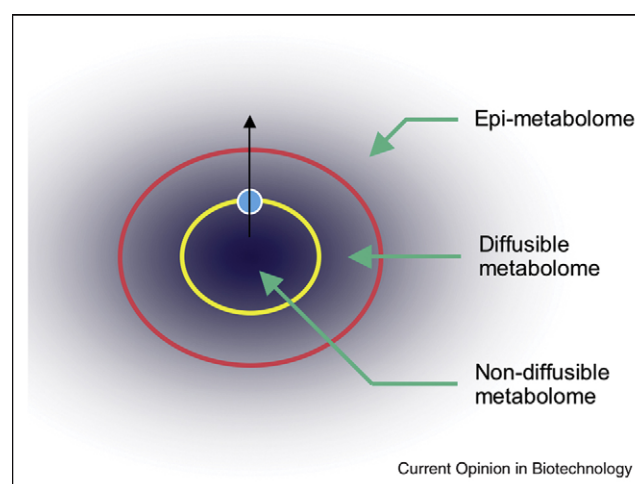 Epi-metabolome
Diffusible
metabolome
Non-diffusible
metabolome
Current Opinion in Biotechnology